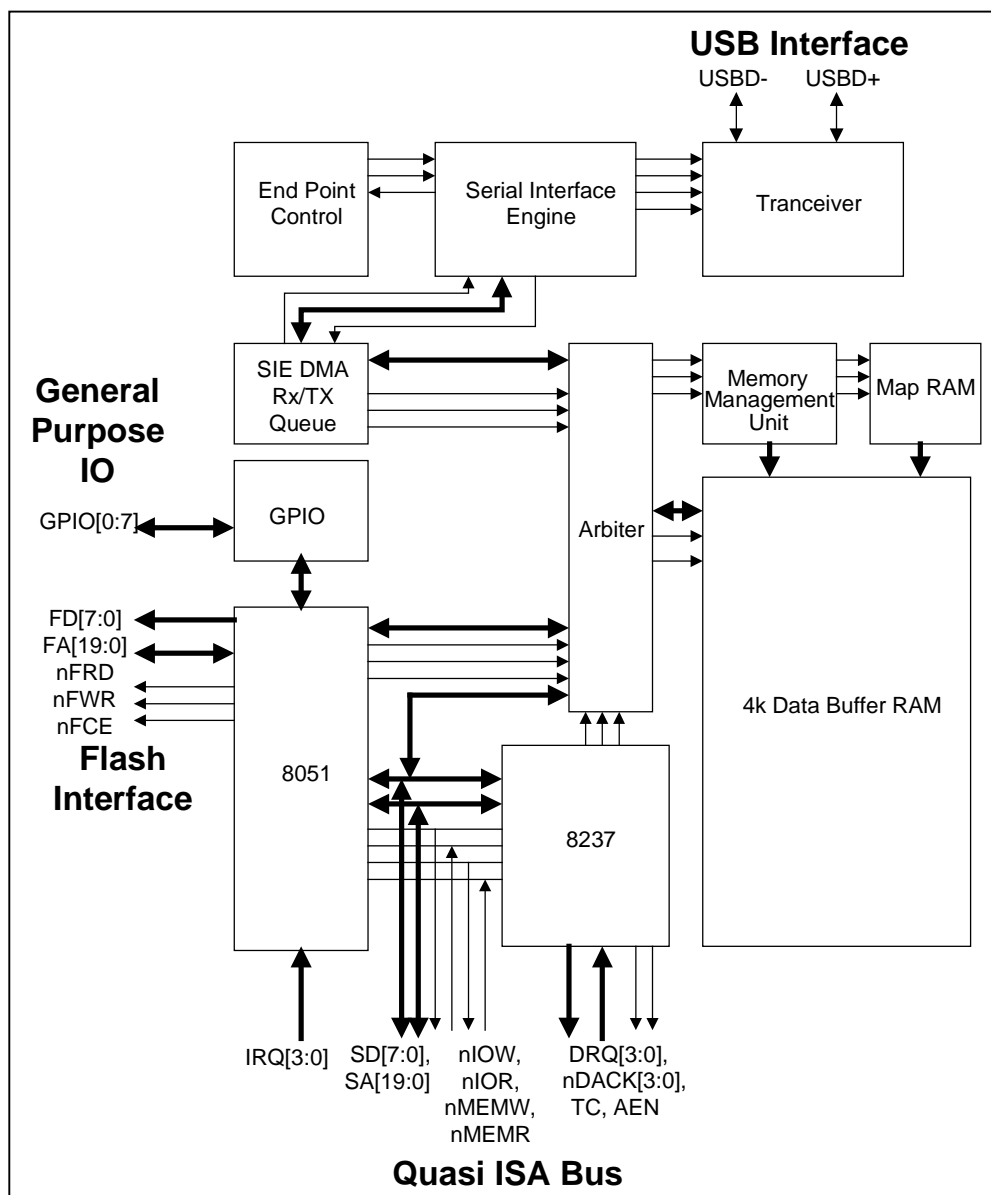 USB Interface
USBD-
USBD+
End Point
Control
Serial Interface
Engine
Tranceiver
SIE DMA
Rx/TX
Queue
Memory
Management
Unit
Map RAM
General
Purpose
IO
GPIO[0:7]
GPIO
Arbiter
FD[7:0]
FA[19:0]
nFRD
nFWR
nFCE
Flash
Interface
8051
4k Data Buffer RAM
8237
IRQ[3:0]
SD[7:0],
SA[19:0]
nIOW,
nIOR,
nMEMW,
nMEMR
DRQ[3:0],
nDACK[3:0],
TC, AEN
Quasi ISA Bus